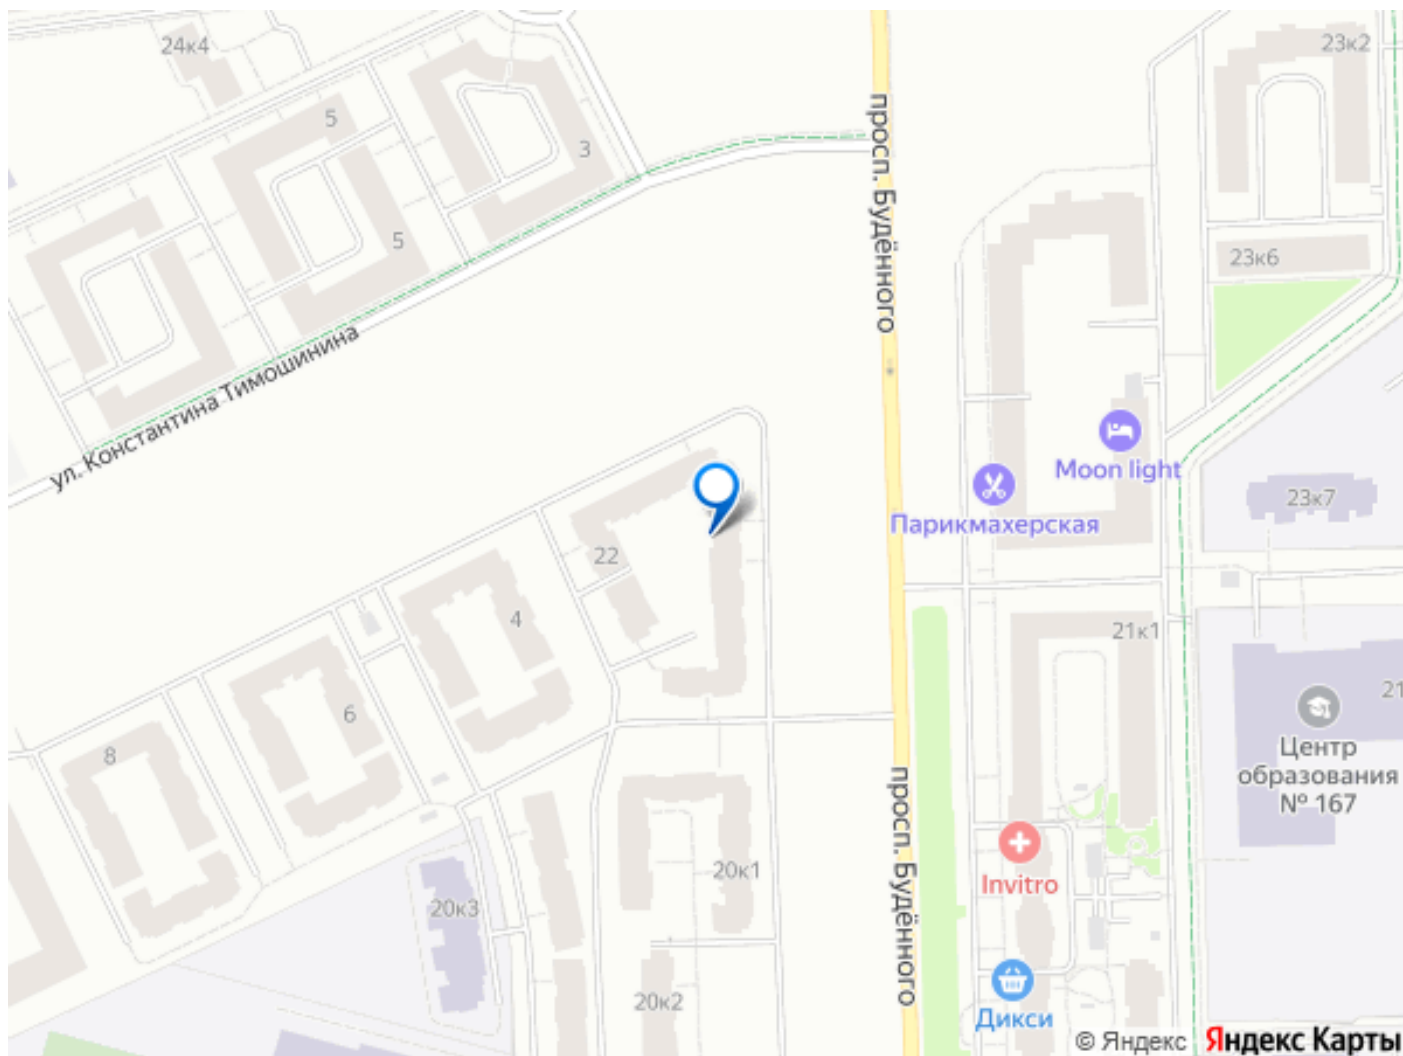 24к4
23к2
5
3
просп. Будённого
5
23к6
ул. Константина Тимошинина
Moon light
23к7
Парикмахерская
22
4
21к1
6
21
8
Центр
образования
№ 167
просп. Будённого
20к1
Invitro
20к3
20к2
Дикси
© Яндекс Яндекс Карты